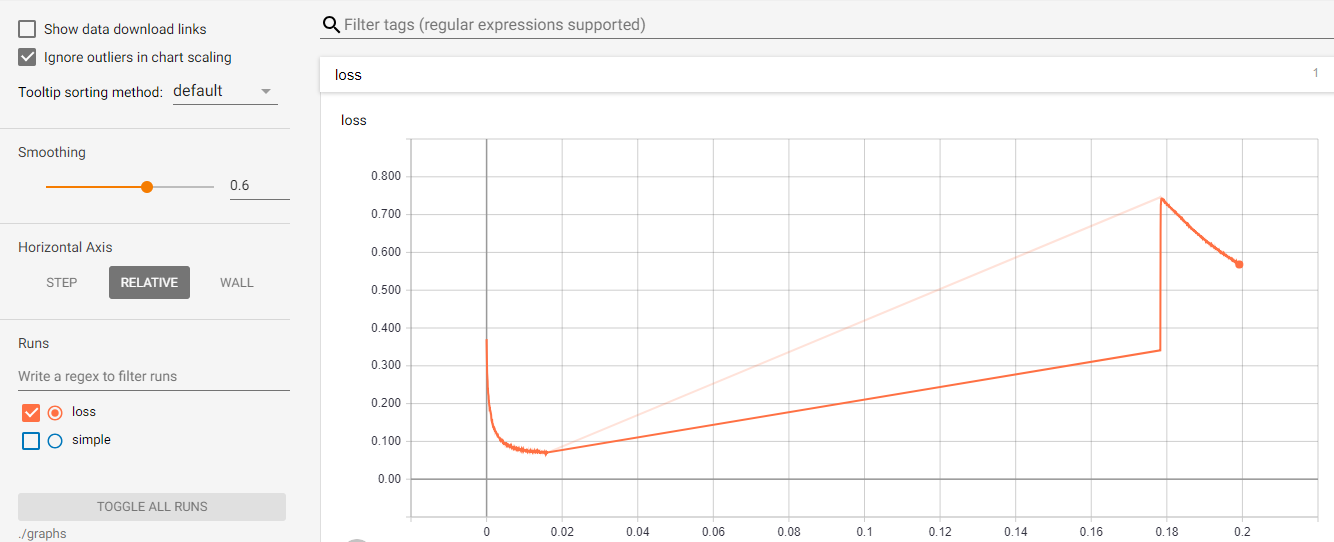 Show data download links
Ignore outliers in chart scaling
Tooltip sorting method: default
Smoothing
0.6
Horizontal Axis
STEP RELATIVE WALL
Runs
Write a regex to filter runs
loss
simple
TOGGLE ALL RUNS
./graphs
Filter tags (regular expressions supported)
loss 1
loss
0.800
0.700
0.600
0.500
0.400
0.300
0.200
0.100
0.00
0 0.02 0.04 0.06 0.08 0.1 0.12 0.14 0.16 0.18 0.2